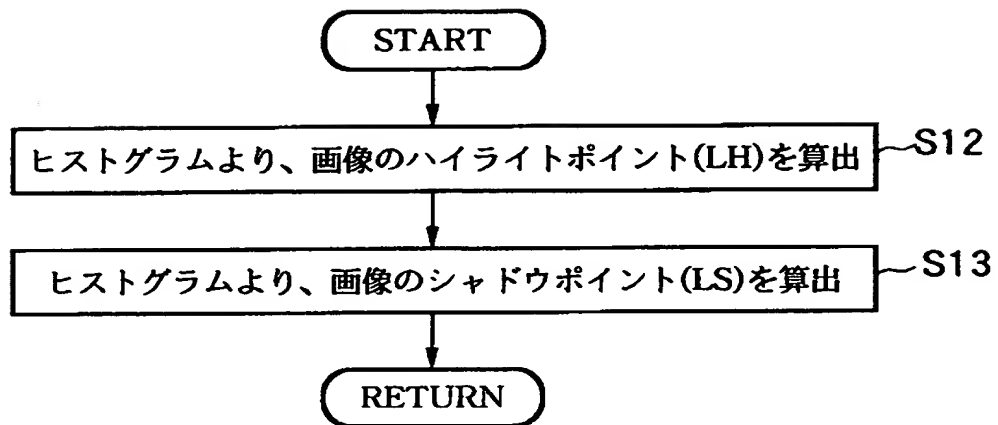 START
ヒストグラムより、画像のハイライトポイント(LH)を算出
S12
ヒストグラムより、画像のシャドウポイント(LS)を算出
S13
RETURN